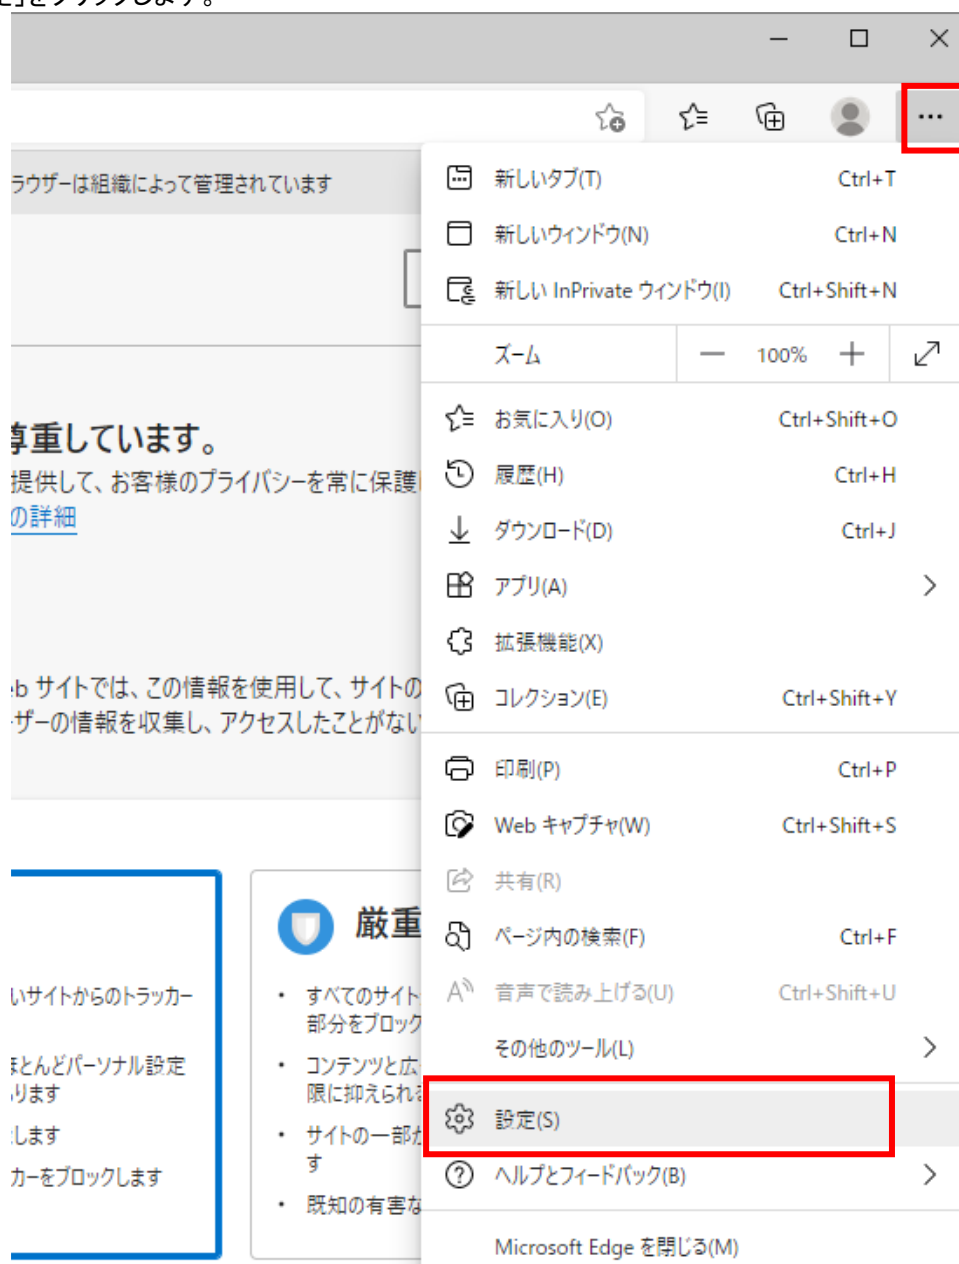 ]をクリックします。
ラウザーは組織によって管理されています
新しいタブ(T) Ctrl+T
新しいウィンドウ(N) Ctrl+N
新しい InPrivate ウィンドウ(I) Ctrl+Shift+N
ズーム — 100% +
お気に入り(O) Ctrl+Shift+O
履歴(H) Ctrl+H
ダウンロード(D) Ctrl+J
アプリ(A)
拡張機能(X)
コレクション(E) Ctrl+Shift+Y
印刷(P) Ctrl+P
Web キャプチャ(W) Ctrl+Shift+S
共有(R)
ページ内の検索(F) Ctrl+F
音声で読み上げる(U) Ctrl+Shift+U
その他のツール(L)
設定(S)
ヘルプとフィードバック(B)
Microsoft Edge を閉じる(M)
尊重しています。
提供して、お客様のプライバシーを常に保護
の詳細
eb サイトでは、この情報を使用して、サイトの
ーザーの情報を収集し、アクセスしたことがない
いサイトからのトラッカー
ほとんどパーソナル設定
ります
します
カーをブロックします
厳重
• すべてのサイト
部分をブロック
• コンテンツと広
限に抑えられ
• サイトの一部が
す
• 既知の有害な